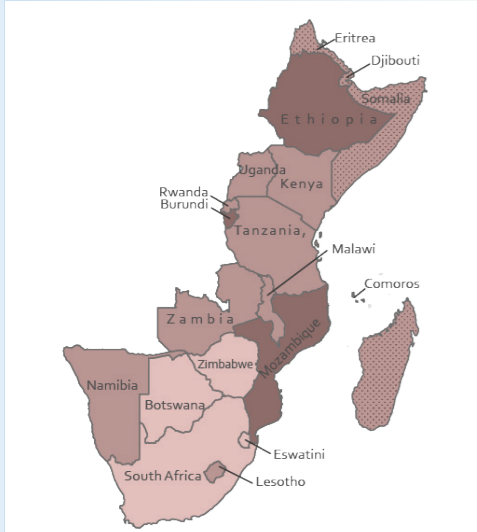 Eritrea
Djibouti
Somalia
Ethiopia
Uganda
Kenya
Rwanda
Burundi
Tanzania,
Malawi
Comoros
Zambia
Mozambique
Zimbabwe
Namibia
Botswana
Eswatini
South Africa
Lesotho